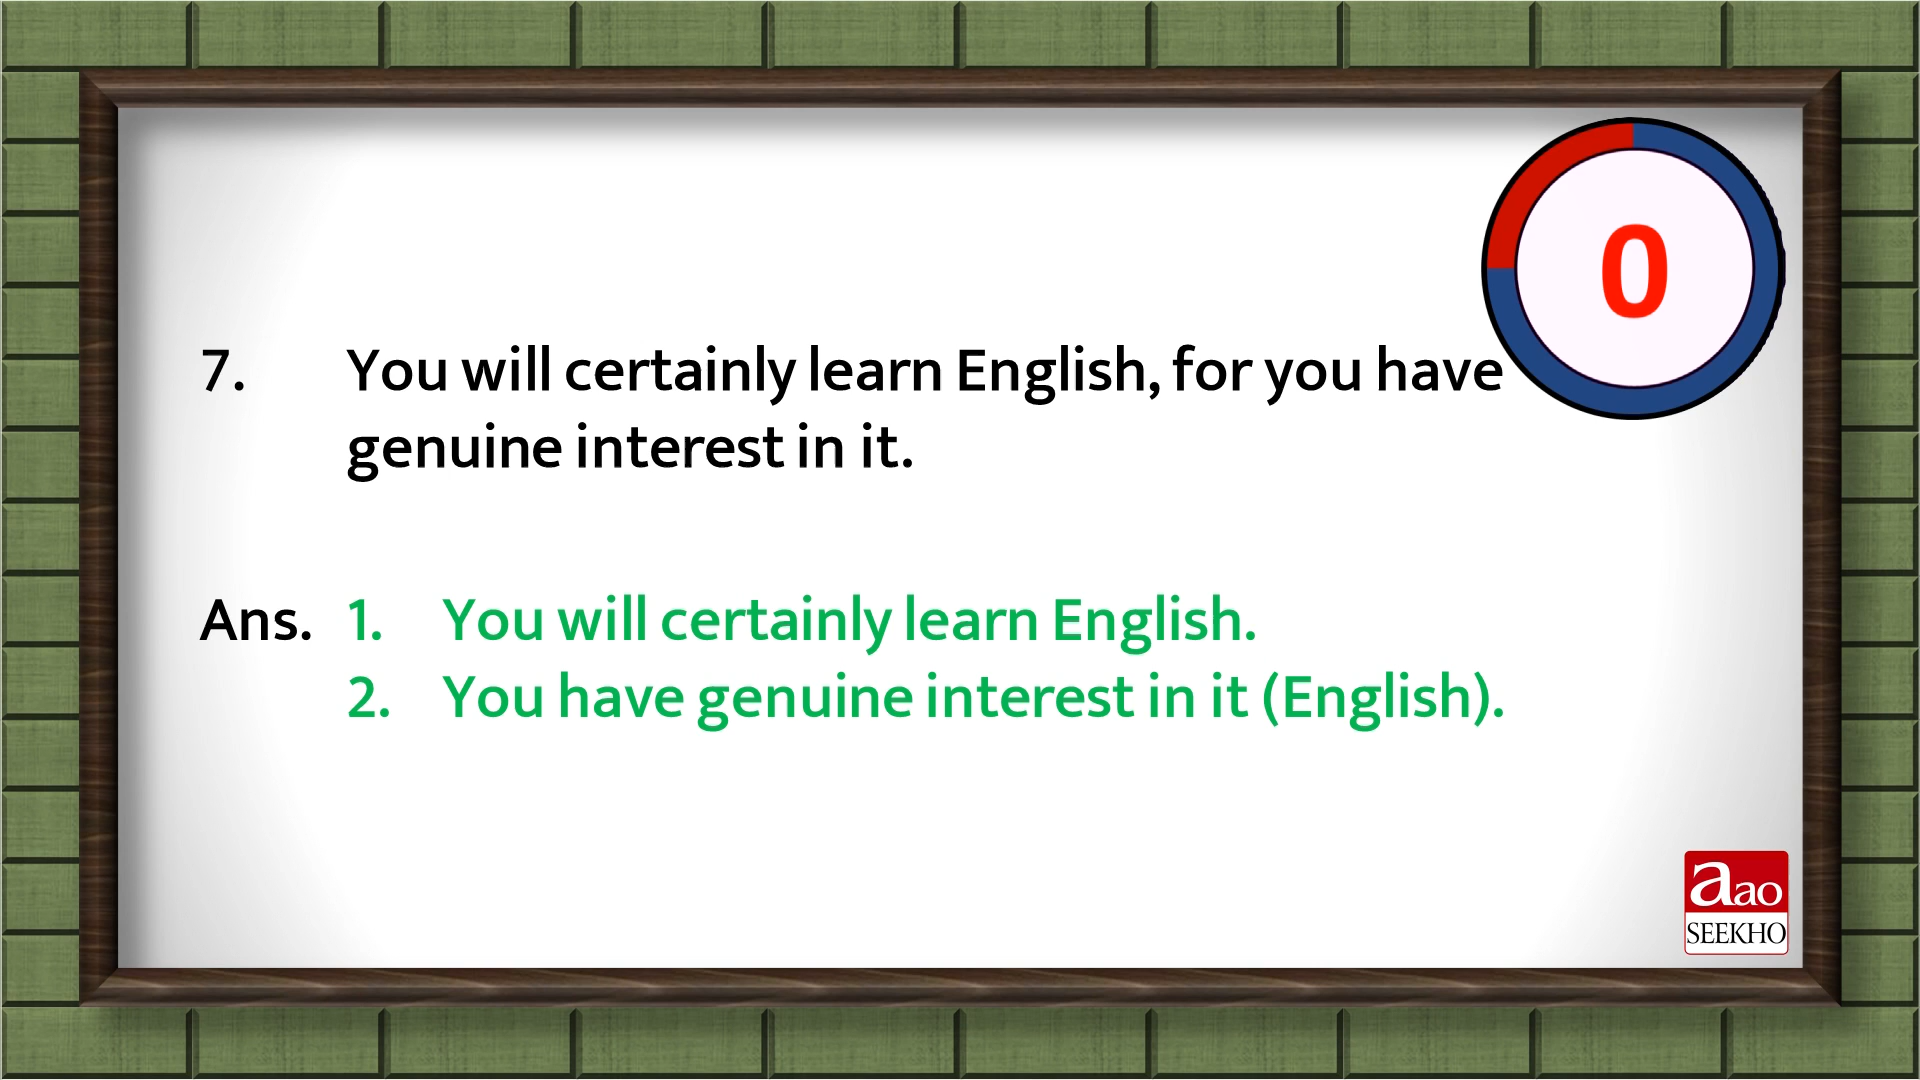 0
7. You will certainly learn English, for you have
genuine interest in it.
Ans. 1. You will certainly learn English.
2. You have genuine interest in it (English).
aao
SEEKHO